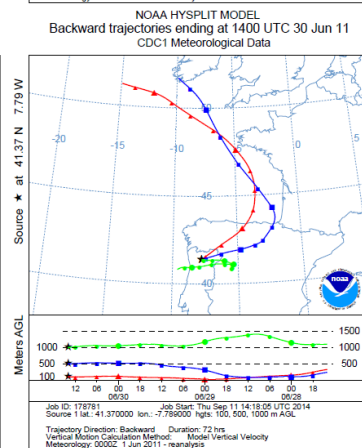 NOAA HYSPLIT MODEL
Backward trajectories ending at 1400 UTC 30 Jun 11
CDC1 Meteorological Data
Source ★ at 41.37 N 7.79 W
-20
-15
-10
-5
0
45
40
noaa
Meters AGL
1500
1000 1000
500 500
100 100
12 06 00 18 12 06 00 18 12 06 00 18
06/30 06/29 06/28
Job ID: 178781 Job Start: Thu Sep 11 14:18:05 UTC 2014
Source 1 lat.: 41.370000 lon.: -7.789000 hgts: 100, 500, 1000 m AGL
Trajectory Direction: Backward Duration: 72 hrs
Vertical Motion Calculation Method: Model Vertical Velocity
Meteorology: 0000Z 1 Jun 2011 - reanalysis